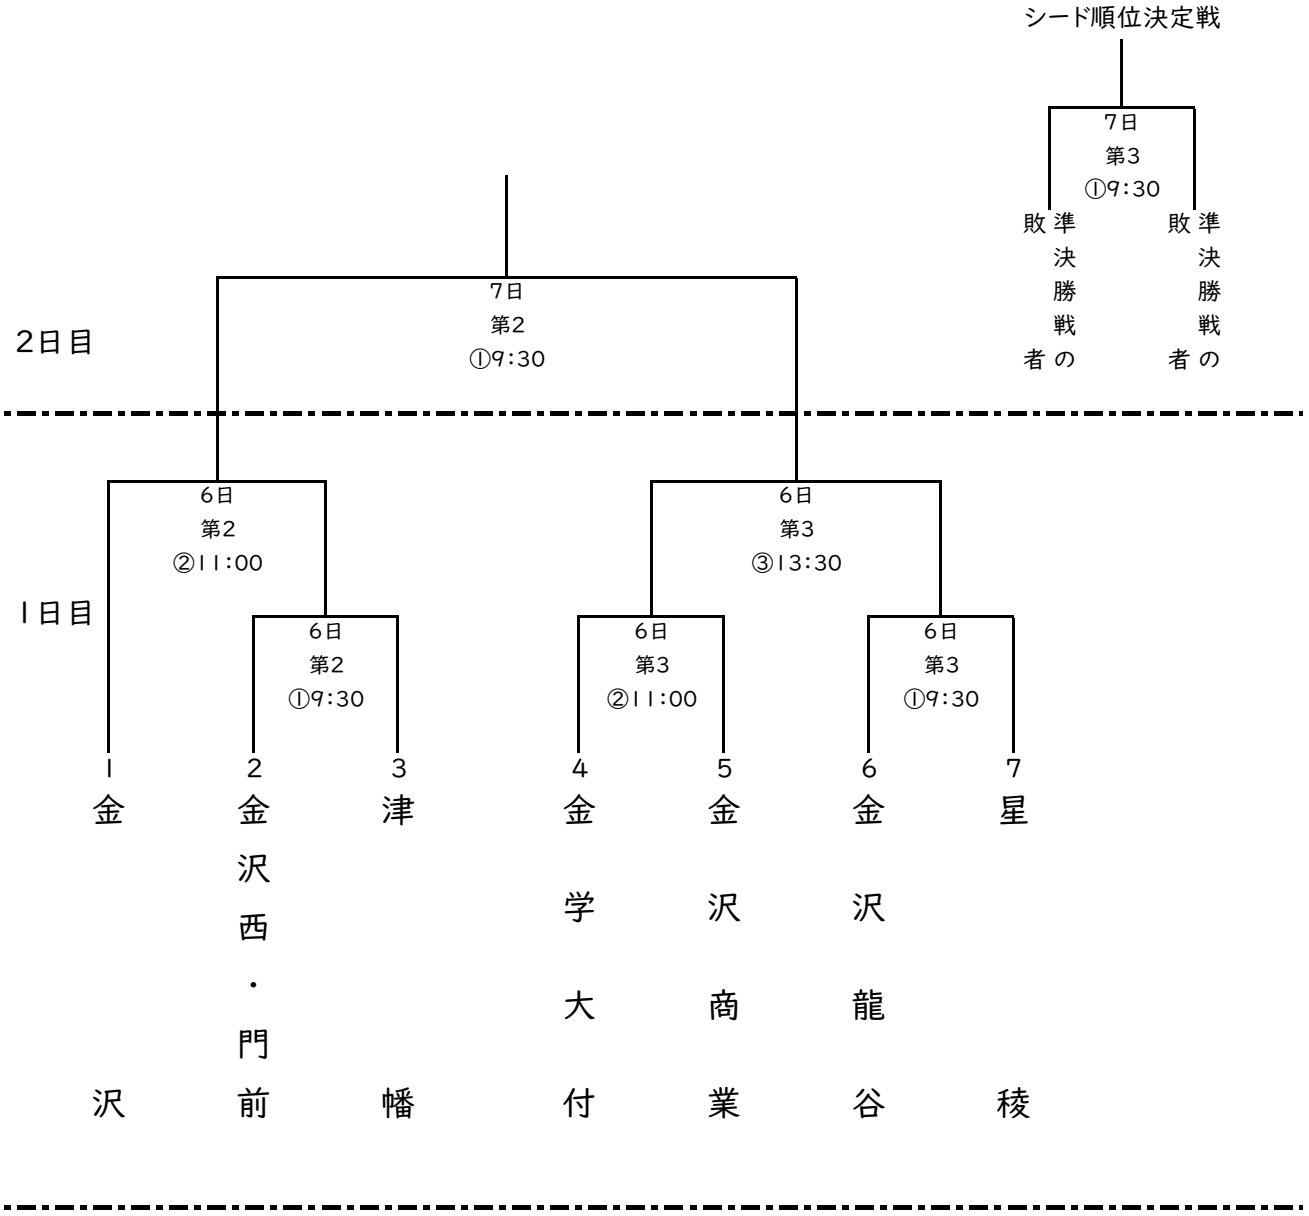 シード順位決定戦
7日
第3
①9:30
準決勝戦の
敗者
準決勝戦の
敗者
7日
第2
①9:30
2日目
6日
第2
②11:00
6日
第3
③13:30
1日目
6日
第2
①9:30
6日
第3
②11:00
6日
第3
①9:30
1
金沢
2
金沢西・門前
3
津幡
4
金学大付
5
金沢商業
6
金沢龍谷
7
星稜